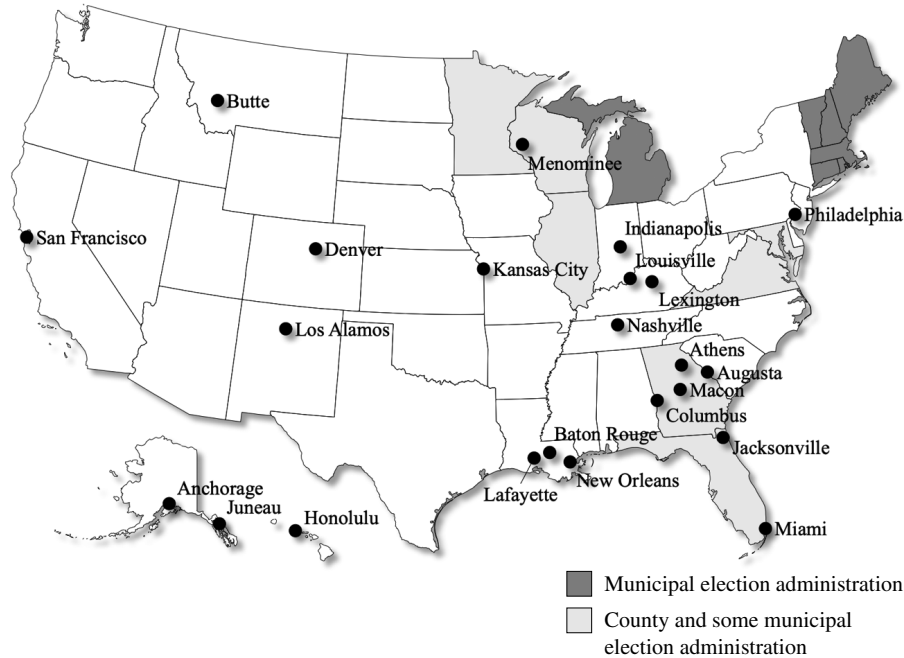 Butte
Menominee
Philadelphia
Indianapolis
San Francisco
Denver
Louisville
Kansas City
Lexington
Los Alamos
Nashville
Athens
Augusta
Macon
Columbus
Baton Rouge
Jacksonville
New Orleans
Lafayette
Anchorage
Juneau
Honolulu
Miami
Municipal election administration
County and some municipal
election administration